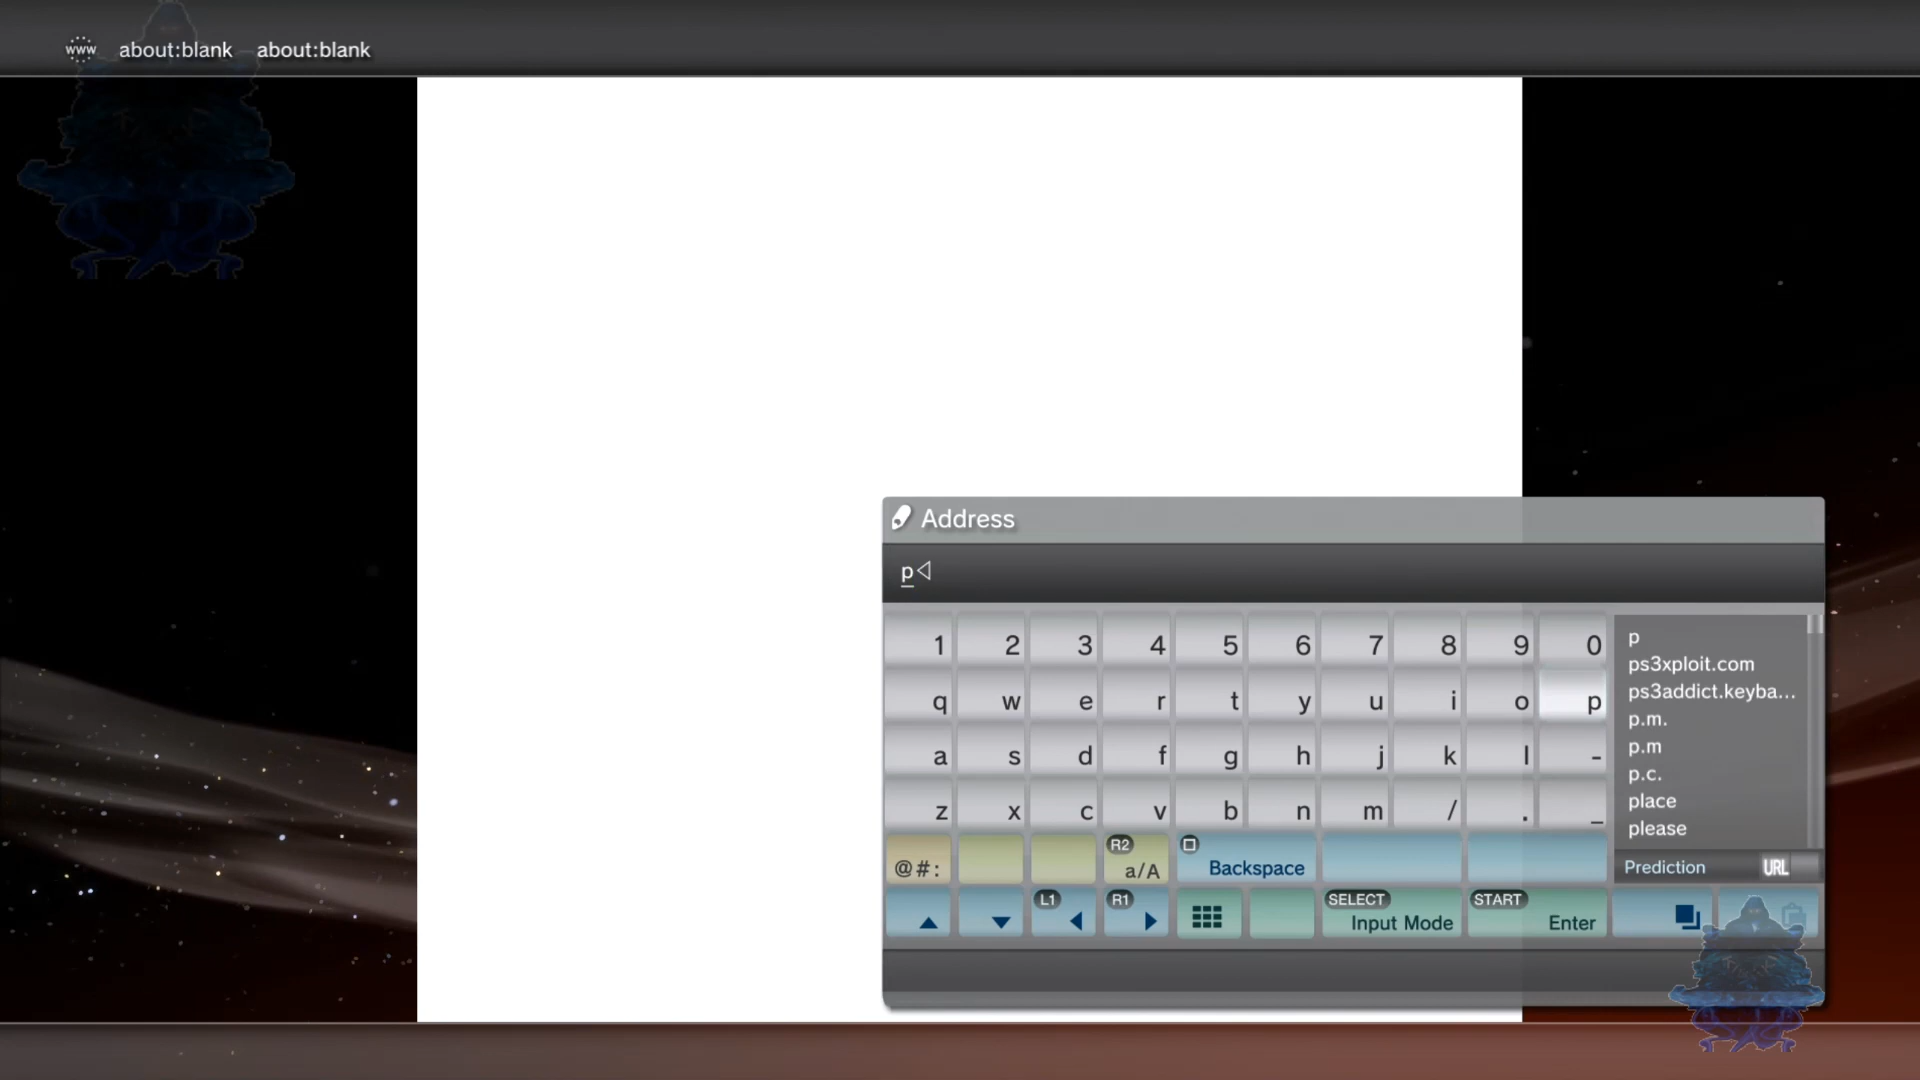 www about:blank about:blank
Address
p
1 2 3 4 5 6 7 8 9 0
q w e r t y u i o p
a s d f g h j k l -
z x c v b n m / . _
@#: R2 a/A Backspace
L1 R1 SELECT Input Mode START Enter
p
ps3xploit.com
ps3addict.keyba...
p.m.
p.m
p.c.
place
please
Prediction URL